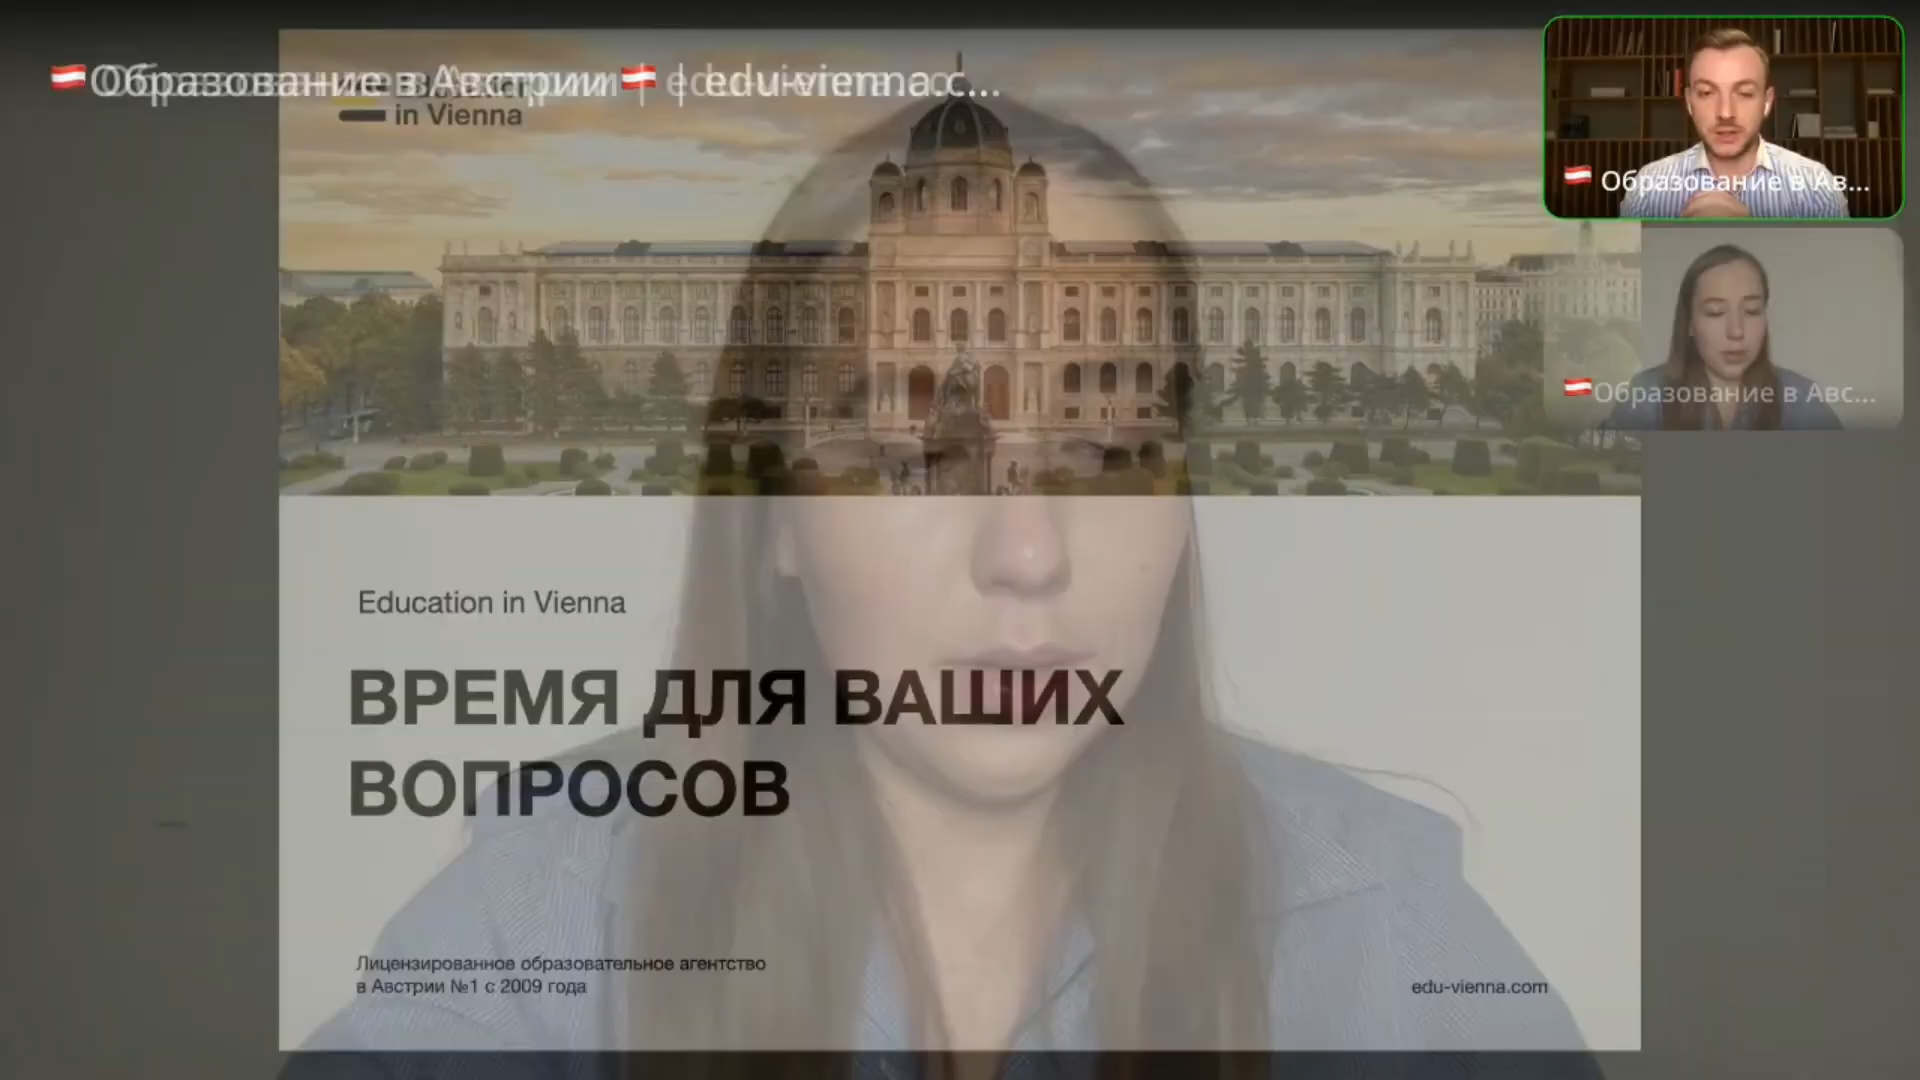 Образование в Австрии | edu-vienna.c...
in Vienna
Образование в Ав...
Образование в Авс...
Education in Vienna
ВРЕМЯ ДЛЯ ВАШИХ
ВОПРОСОВ
Лицензированное образовательное агентство
в Австрии №1 с 2009 года
edu-vienna.com